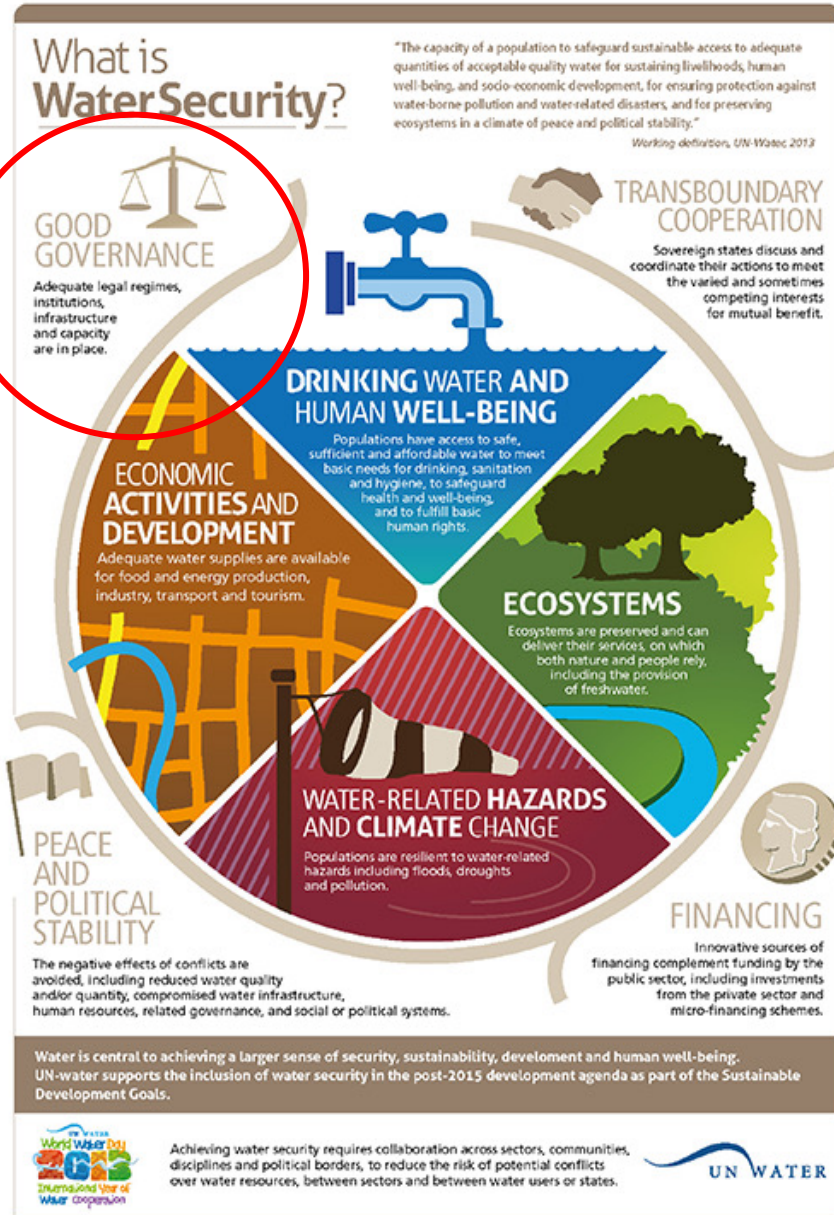 What is
Water Security?
"The capacity of a population to safeguard sustainable access to adequate
quantities of acceptable quality water for sustaining livelihoods, human
well-being, and socio-economic development, for ensuring protection against
water-borne pollution and water-related disasters, and for preserving
ecosystems in a climate of peace and political stability."
Working definition, UN-Water, 2013
GOOD
GOVERNANCE
Adequate legal regimes,
institutions,
infrastructure
and capacity
are in place.
TRANSBOUNDARY
COOPERATION
Sovereign states discuss and
coordinate their actions to meet
the varied and sometimes
competing interests
for mutual benefit.
DRINKING WATER AND
HUMAN WELL-BEING
Populations have access to safe,
sufficient and affordable water to meet
basic needs for drinking, sanitation
and hygiene, to safeguard
health and well-being,
and to fulfill basic
human rights.
ECONOMIC
ACTIVITIES AND
DEVELOPMENT
Adequate water supplies are available
for food and energy production,
industry, transport and tourism.
ECOSYSTEMS
Ecosystems are preserved and can
deliver their services, on which
both nature and people rely,
including the provision
of freshwater.
WATER-RELATED HAZARDS
AND CLIMATE CHANGE
Populations are resilient to water-related
hazards including floods, droughts
and pollution.
PEACE
AND
POLITICAL
STABILITY
The negative effects of conflicts are
avoided, including reduced water quality
and/or quantity, compromised water infrastructure,
human resources, related governance, and social or political systems.
FINANCING
Innovative sources of
financing complement funding by the
public sector, including investments
from the private sector and
micro-financing schemes.
Water is central to achieving a larger sense of security, sustainability, develoment and human well-being.
UN-water supports the inclusion of water security in the post-2015 development agenda as part of the Sustainable
Development Goals.
UN WATER
World Water Day
2013
International Year of
Water Cooperation
Achieving water security requires collaboration across sectors, communities,
disciplines and political borders, to reduce the risk of potential conflicts
over water resources, between sectors and between water users or states.
UN WATER